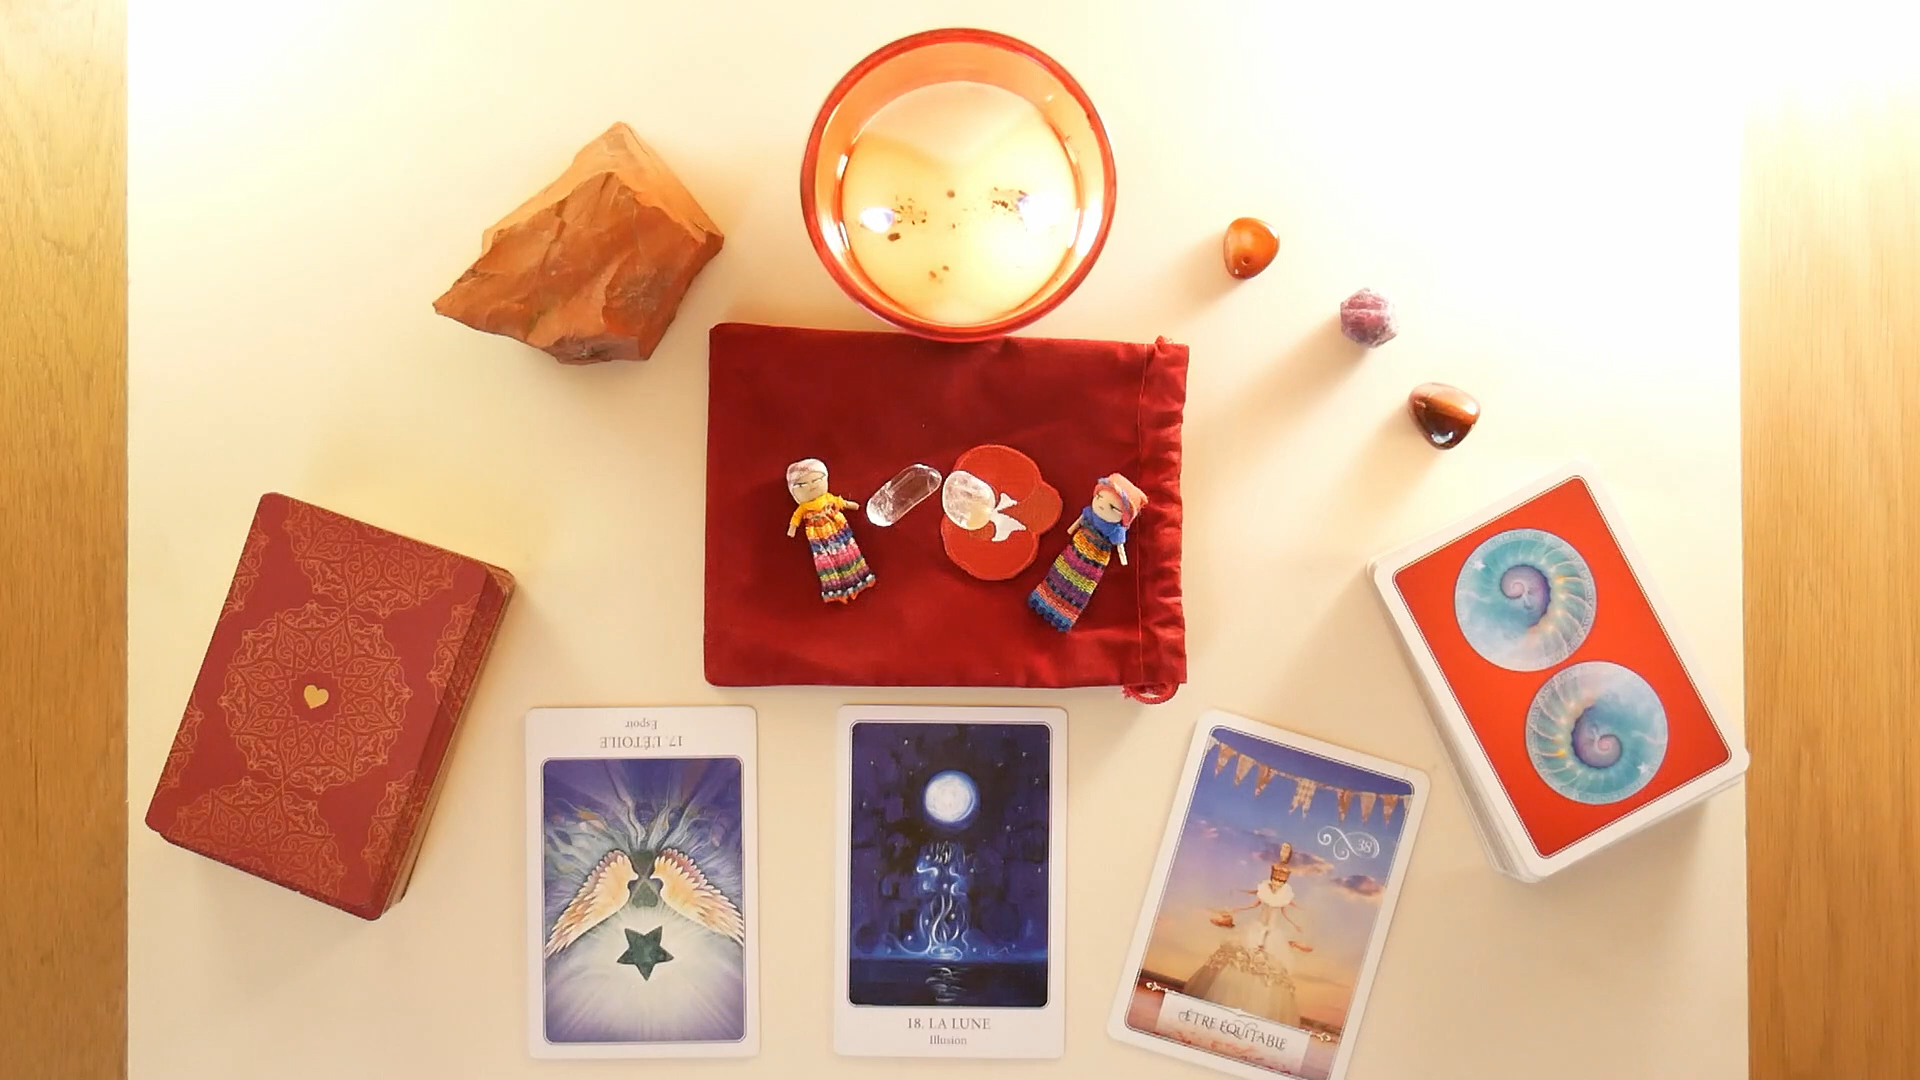 17. L'ÉTOILE
Espoir
18. LA LUNE
Illusion
38
ÊTRE ÉQUITABLE